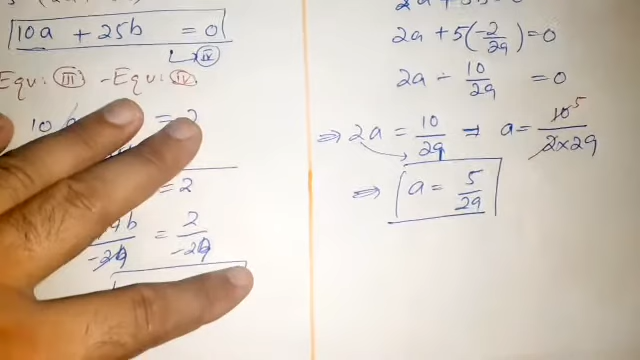 10a + 25b = 0
iv
Equ: iii - Equ: iv
10 = 2
= 2
b/-29 = 2/-29
2a + 5(-2/29) = 0
2a - 10/29 = 0
⇒ 2a = 10/29 ⇒ a = 10 5/2×29
⇒ a = 5/29